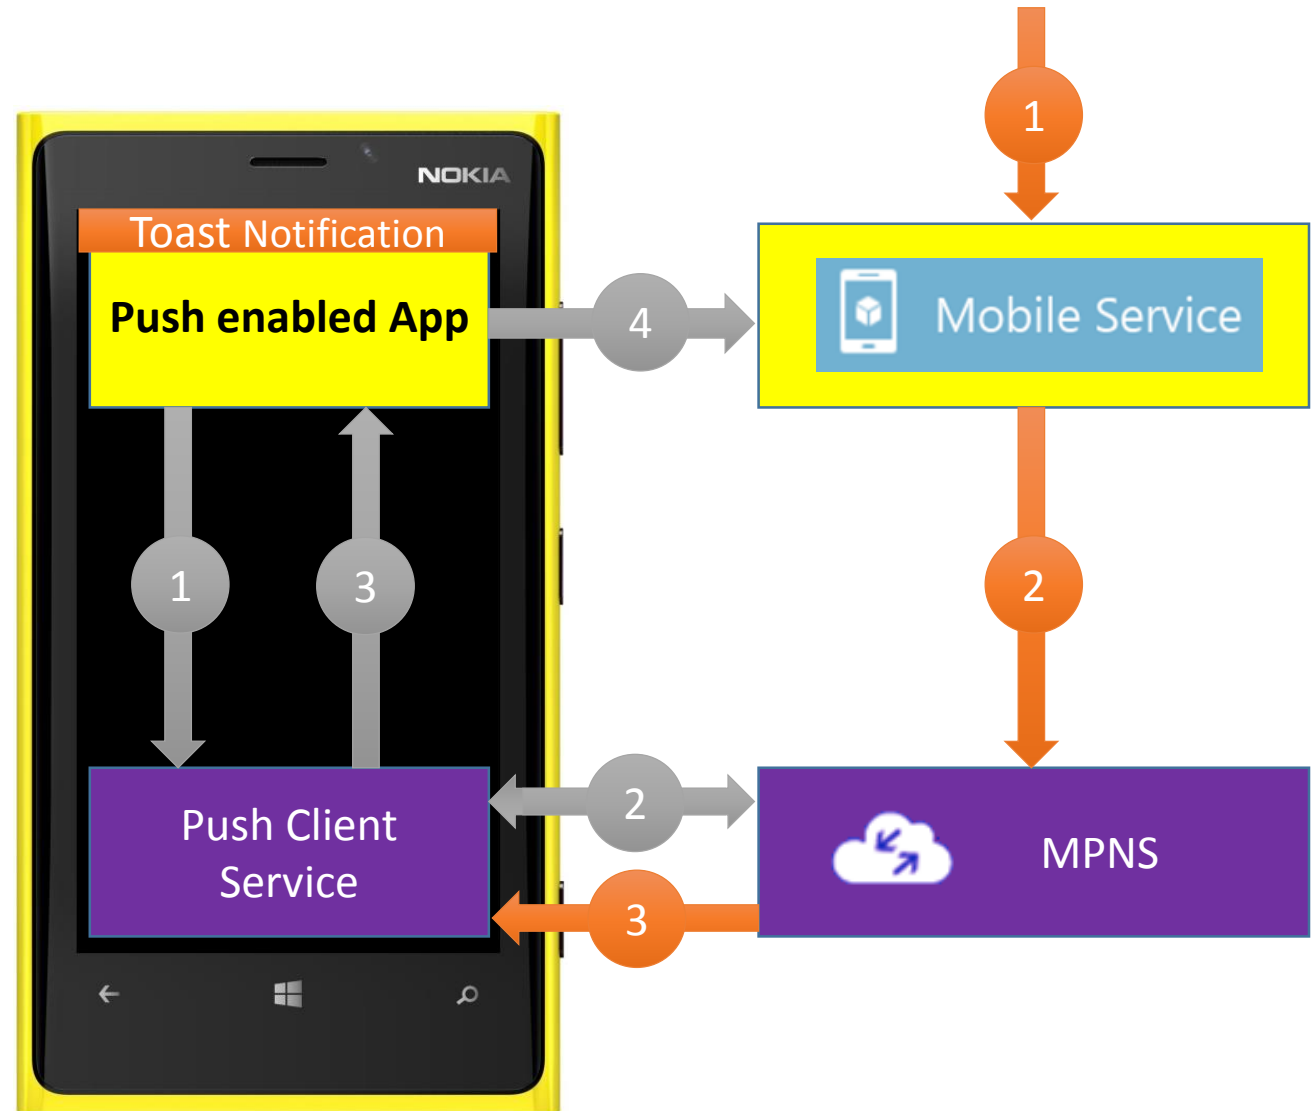 1
NOKIA
Toast Notification
Push enabled App
4
Mobile Service
1
3
2
2
Push Client
Service
MPNS
3